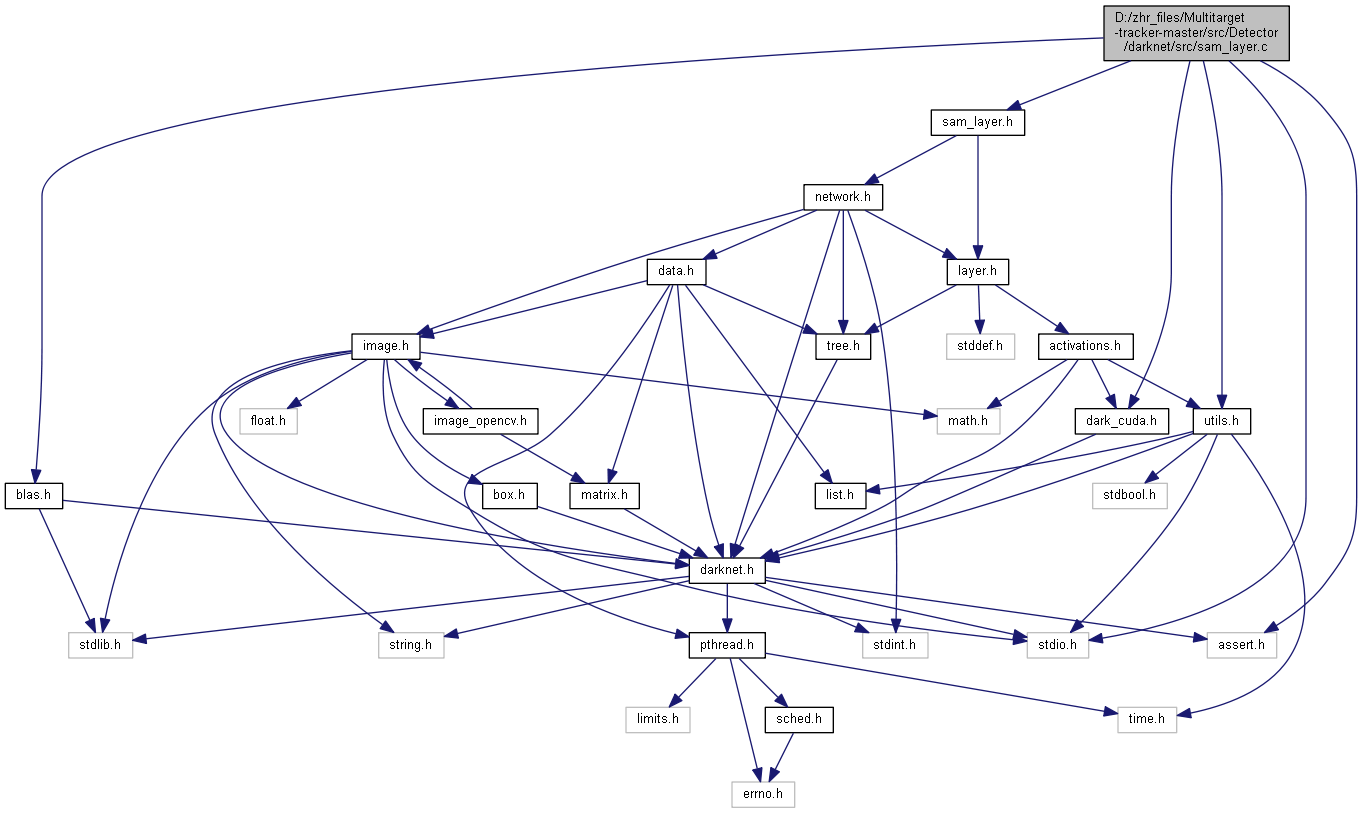 D:/zhr_files/Multitarget
-tracker-master/src/Detector
/darknet/src/sam_layer.c
sam_layer.h
network.h
data.h
layer.h
image.h
tree.h
stddef.h
activations.h
float.h
image_opencv.h
math.h
dark_cuda.h
utils.h
blas.h
box.h
matrix.h
list.h
stdbool.h
darknet.h
stdlib.h
string.h
pthread.h
stdint.h
stdio.h
assert.h
limits.h
sched.h
time.h
errno.h